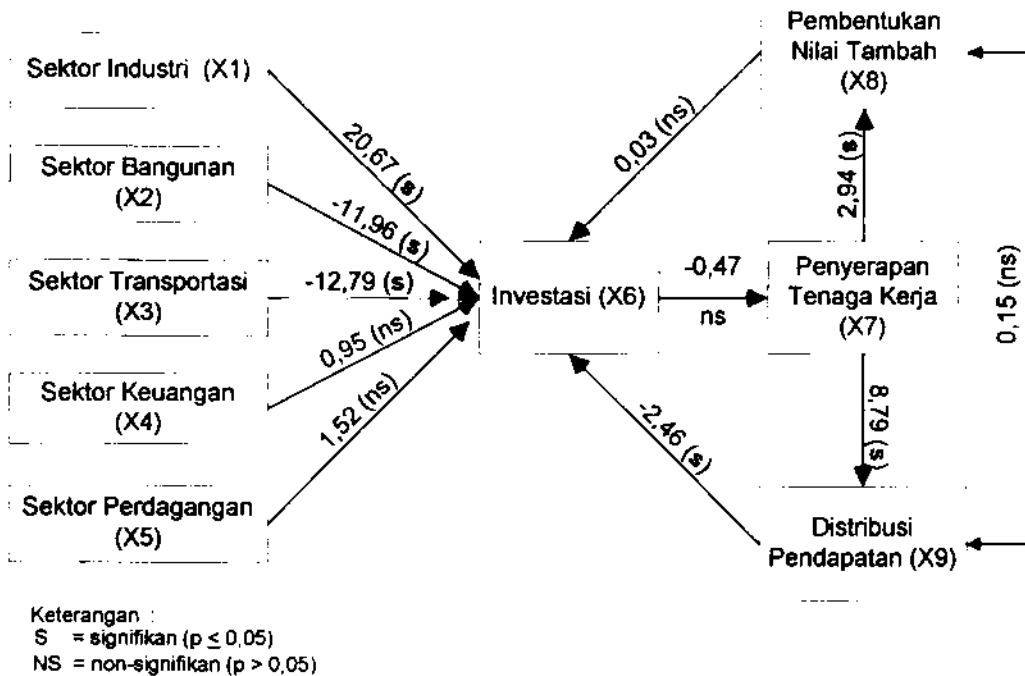 Sektor Industri (X1)
Sektor Bangunan
(X2)
Sektor Transportasi
(X3)
Sektor Keuangan
(X4)
Sektor Perdagangan
(X5)
20,67 (s)
-11,96 (s)
-12,79 (s)
0,95 (ns)
1,52 (ns)
Investasi (X6)
-0,47
ns
Pembentukan
Nilai Tambah
(X8)
0,03 (ns)
2,94 (s)
Penyerapan
Tenaga Kerja
(X7)
0,15 (ns)
8,79 (s)
-2,46 (s)
Distribusi
Pendapatan (X9)
Keterangan :
S = signifikan (p ≤ 0,05)
NS = non-signifikan (p > 0,05)